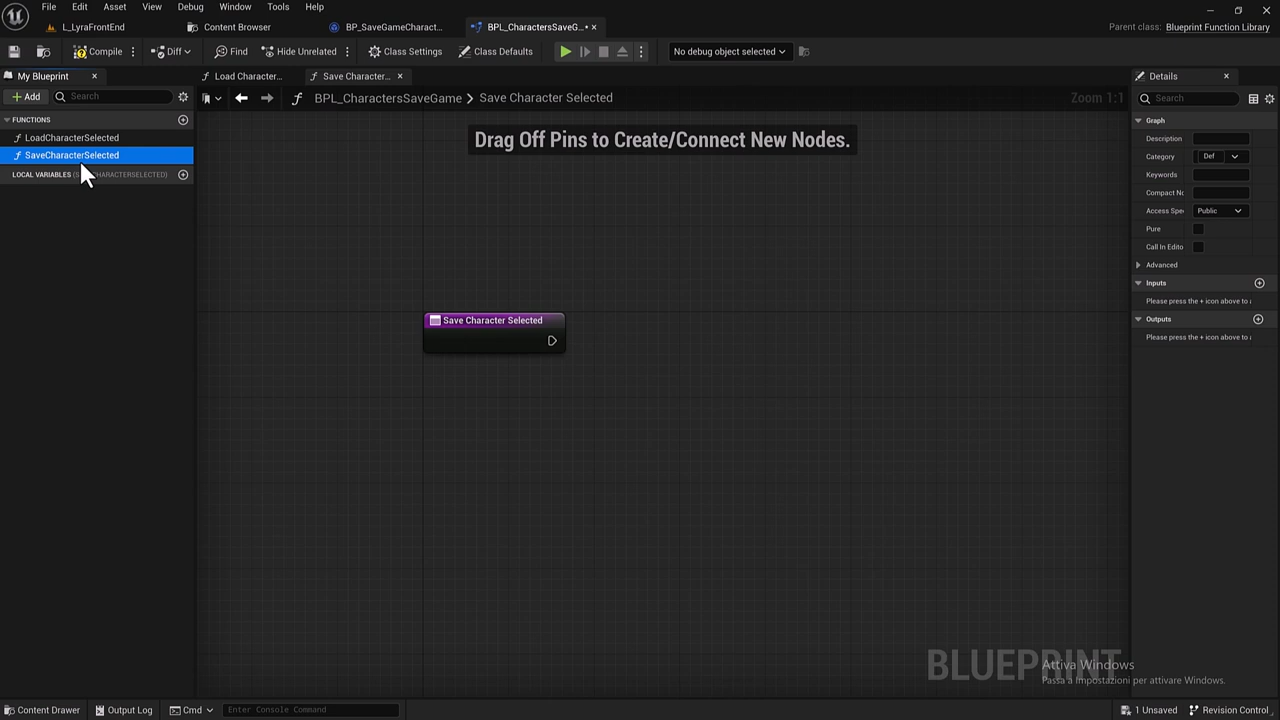 File Edit Asset View Debug Window Tools Help
L_LyraFrontEnd Content Browser BP_SaveGameCharact... BPL_CharactersSaveG...• Parent class: Blueprint Function Library
Compile Diff Find Hide Unrelated Class Settings Class Defaults No debug object selected
My Blueprint Load Character... Save Character... Details
Add Search BPL_CharactersSaveGame > Save Character Selected Zoom 1:1 Search
FUNCTIONS
LoadCharacterSelected
SaveCharacterSelected
LOCAL VARIABLES CHARACTERSELECTED)
Drag Off Pins to Create/Connect New Nodes.
Save Character Selected
Graph
Description
Category Def
Keywords
Compact No
Access Spe Public
Pure
Call In Edito
Advanced
Inputs
Please press the + icon above to
Outputs
Please press the + icon above to
BLUEPRINT
Attiva Windows
Passa a Impostazioni per attivare Windows.
Content Drawer Output Log Cmd Enter Console Command 1 Unsaved Revision Control